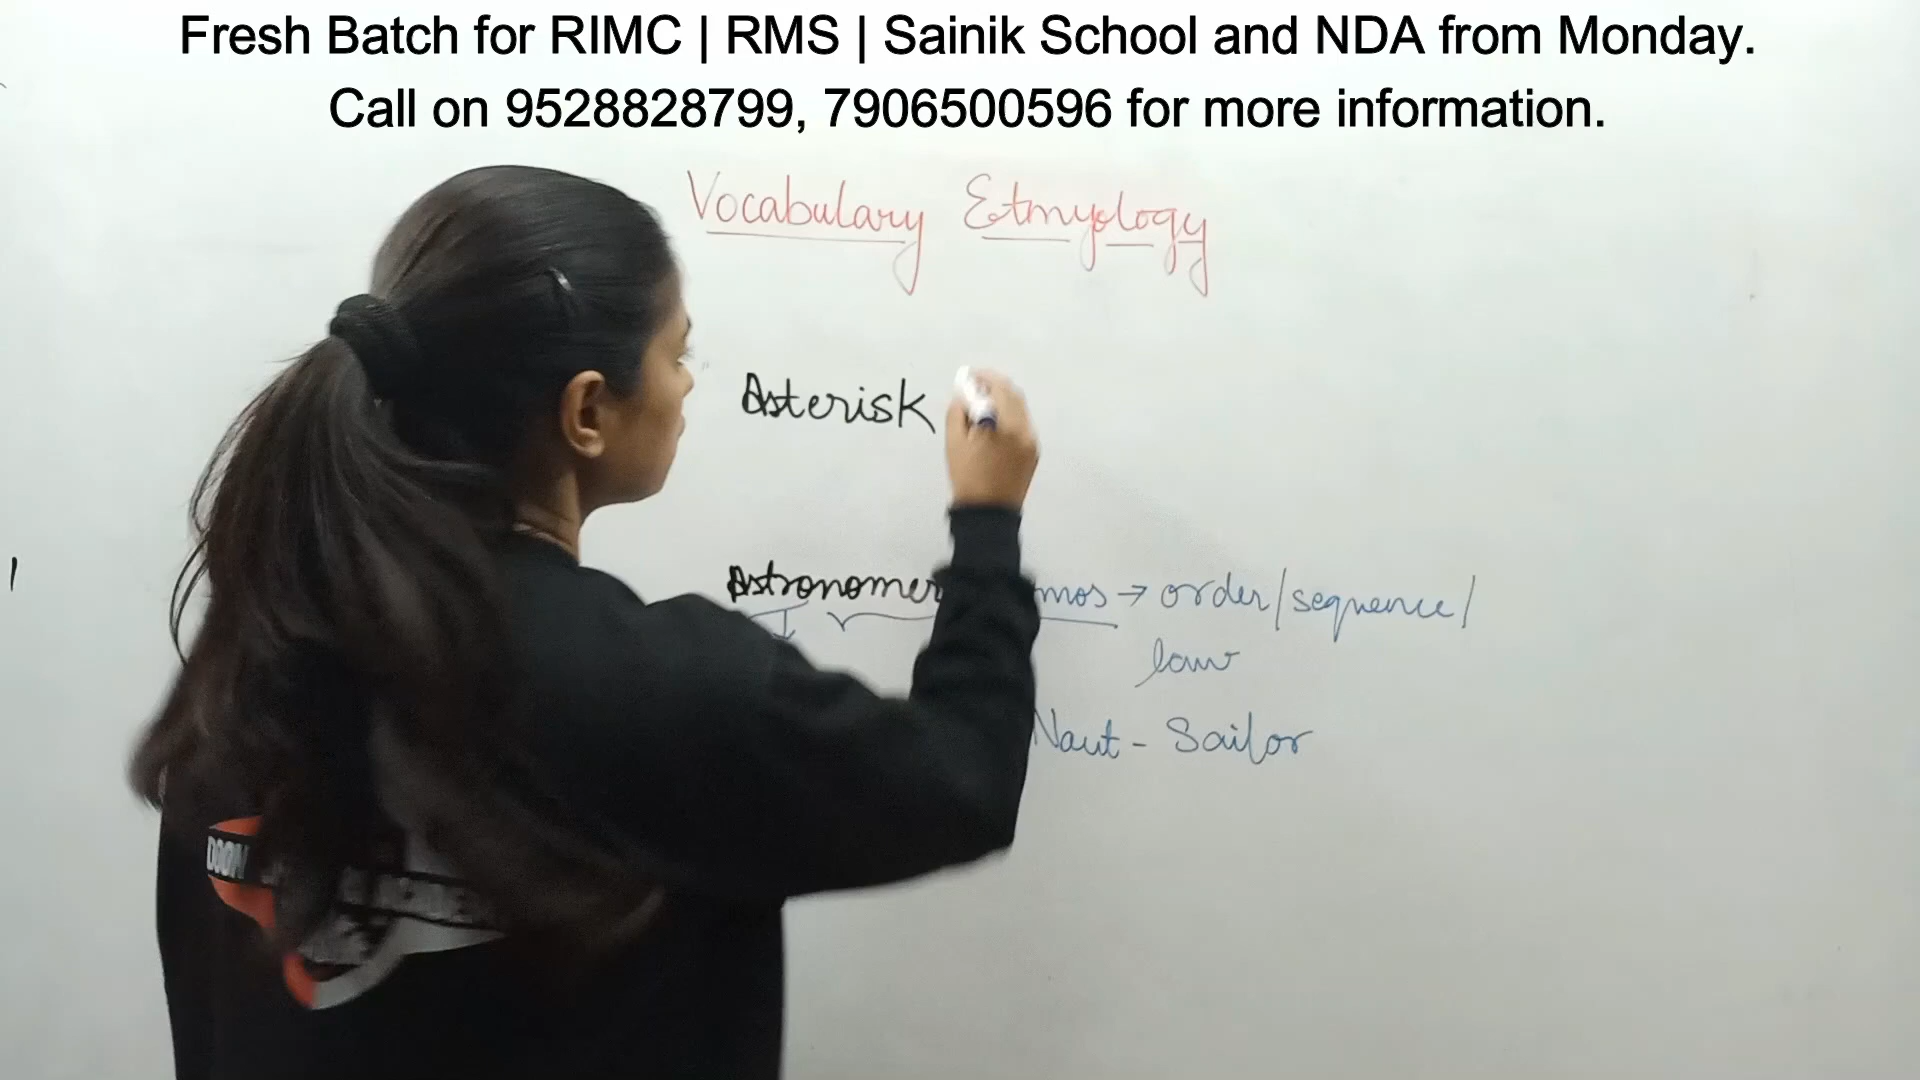 Fresh Batch for RIMC | RMS | Sainik School and NDA from Monday.
Call on 9528828799, 7906500596 for more information.
Vocabulary Etmyology
Asterisk
Astronomer mos → order/sequence/
law
Naut - Sailor
DOON